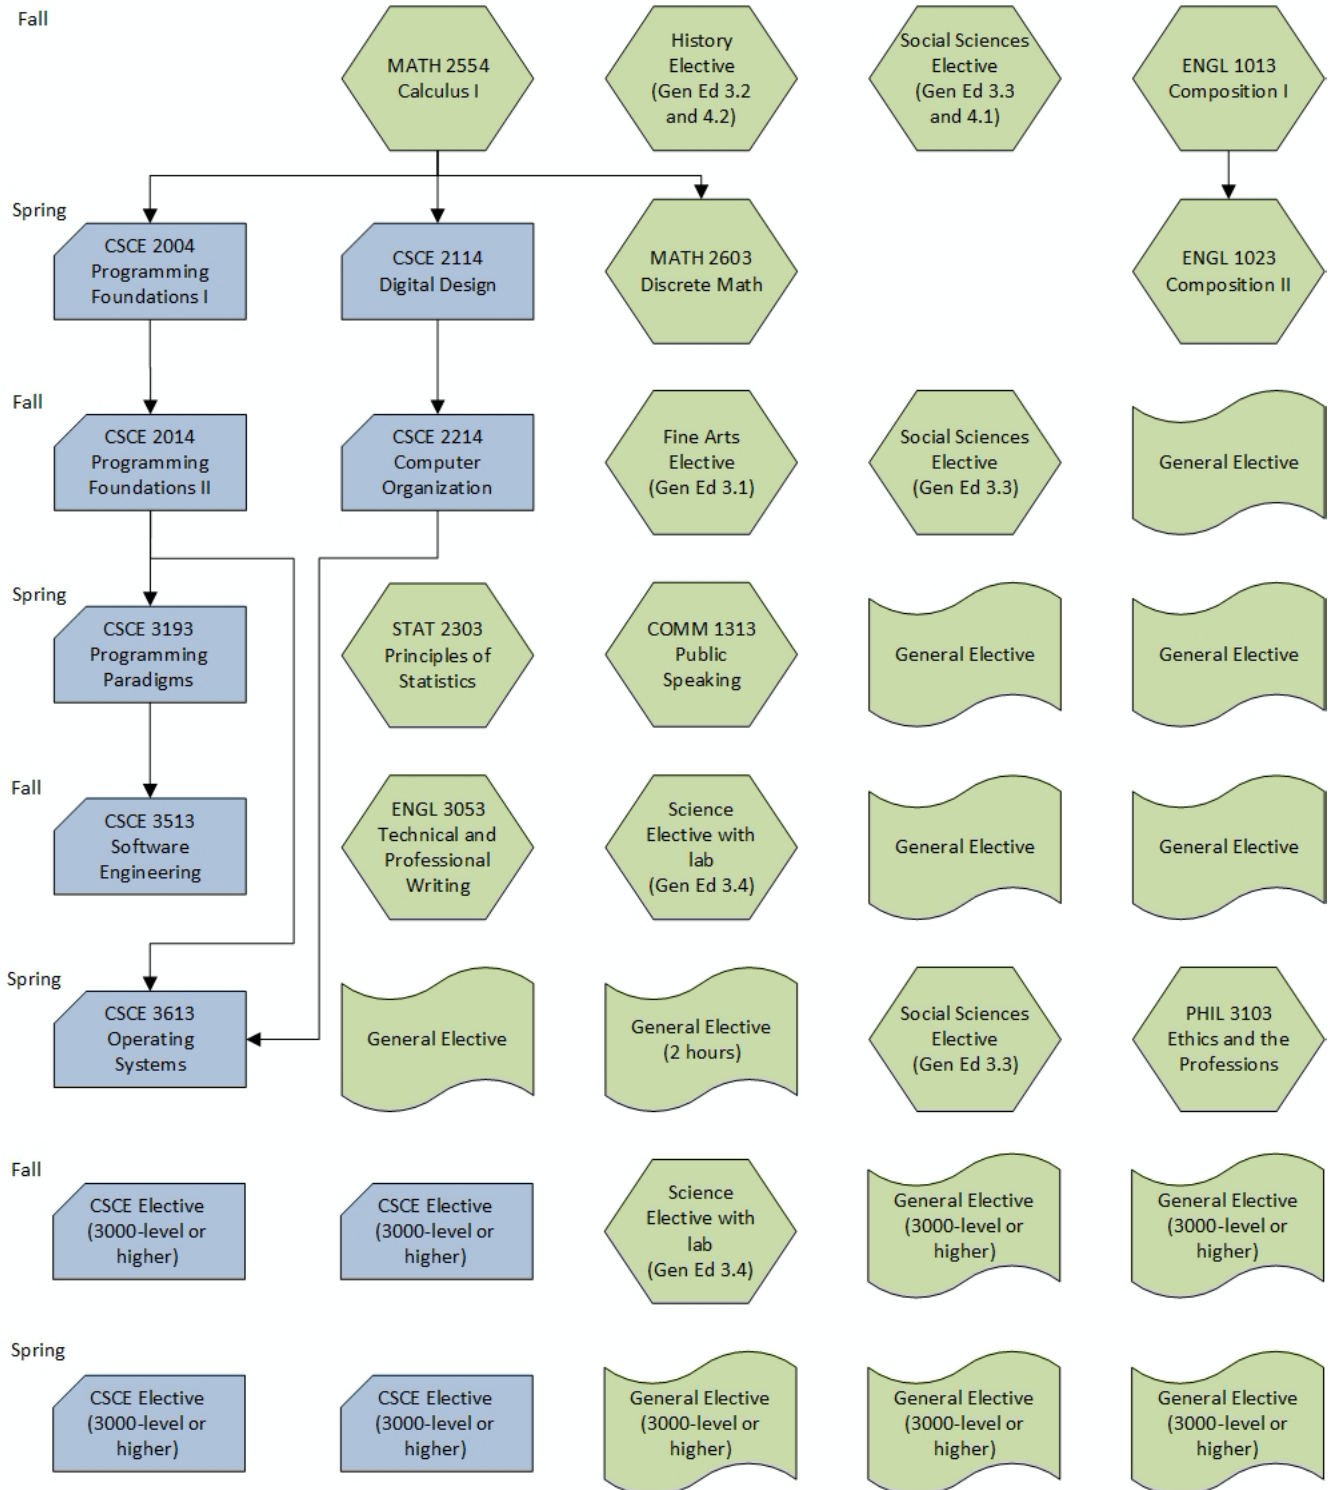 Fall
MATH 2554
Calculus I
History
Elective
(Gen Ed 3.2
and 4.2)
Social Sciences
Elective
(Gen Ed 3.3
and 4.1)
ENGL 1013
Composition I
Spring
CSCE 2004
Programming
Foundations I
CSCE 2114
Digital Design
MATH 2603
Discrete Math
ENGL 1023
Composition II
Fall
CSCE 2014
Programming
Foundations II
CSCE 2214
Computer
Organization
Fine Arts
Elective
(Gen Ed 3.1)
Social Sciences
Elective
(Gen Ed 3.3)
General Elective
Spring
CSCE 3193
Programming
Paradigms
STAT 2303
Principles of
Statistics
COMM 1313
Public
Speaking
General Elective
General Elective
Fall
CSCE 3513
Software
Engineering
ENGL 3053
Technical and
Professional
Writing
Science
Elective with
lab
(Gen Ed 3.4)
General Elective
General Elective
Spring
CSCE 3613
Operating
Systems
General Elective
General Elective
(2 hours)
Social Sciences
Elective
(Gen Ed 3.3)
PHIL 3103
Ethics and the
Professions
Fall
CSCE Elective
(3000-level or
higher)
CSCE Elective
(3000-level or
higher)
Science
Elective with
lab
(Gen Ed 3.4)
General Elective
(3000-level or
higher)
General Elective
(3000-level or
higher)
Spring
CSCE Elective
(3000-level or
higher)
CSCE Elective
(3000-level or
higher)
General Elective
(3000-level or
higher)
General Elective
(3000-level or
higher)
General Elective
(3000-level or
higher)